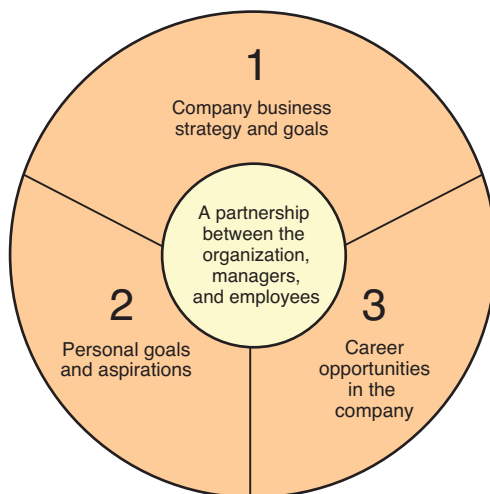 1
Company business
strategy and goals
A partnership
between the
organization,
managers,
and employees
2
Personal goals
and aspirations
3
Career
opportunities
in the
company